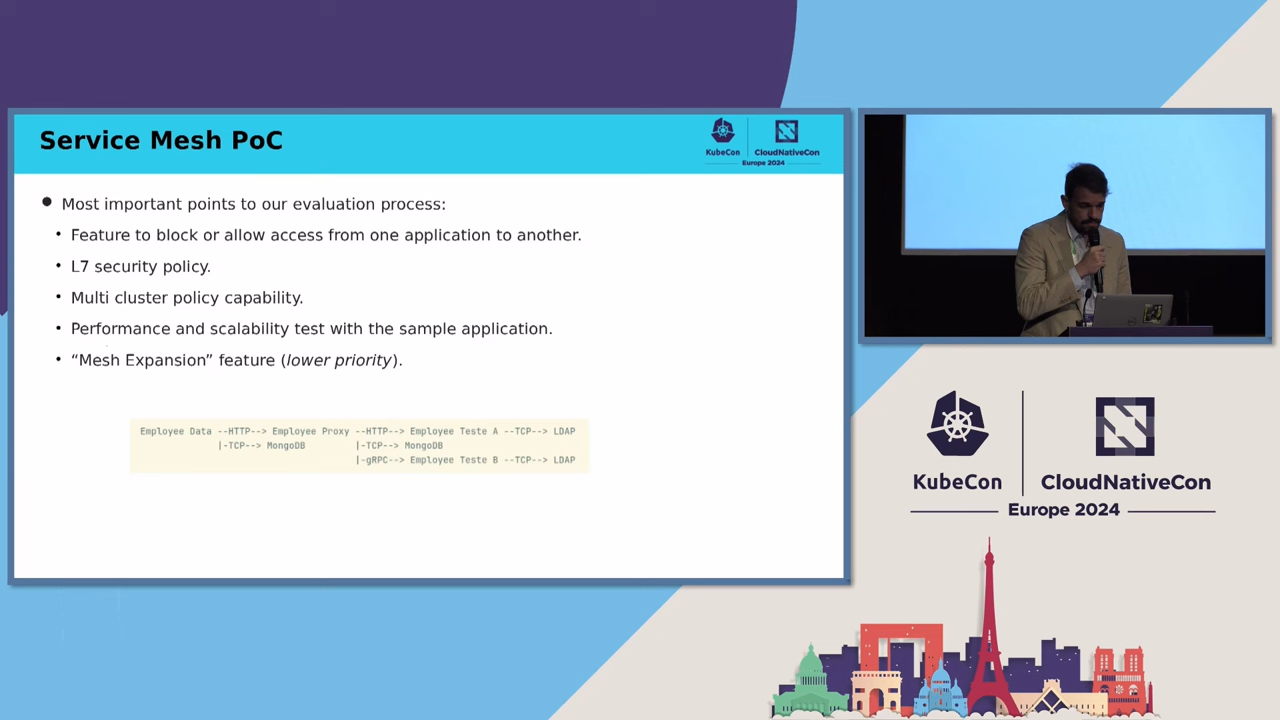 Service Mesh PoC
KubeCon
CloudNativeCon
Europe 2024
Most important points to our evaluation process:
Feature to block or allow access from one application to another.
L7 security policy.
Multi cluster policy capability.
Performance and scalability test with the sample application.
“Mesh Expansion” feature (lower priority).
Employee Data --HTTP--> Employee Proxy --HTTP--> Employee Teste A --TCP--> LDAP
|-TCP--> MongoDB |-TCP--> MongoDB
|-gRPC--> Employee Teste B --TCP--> LDAP
KubeCon
CloudNativeCon
Europe 2024